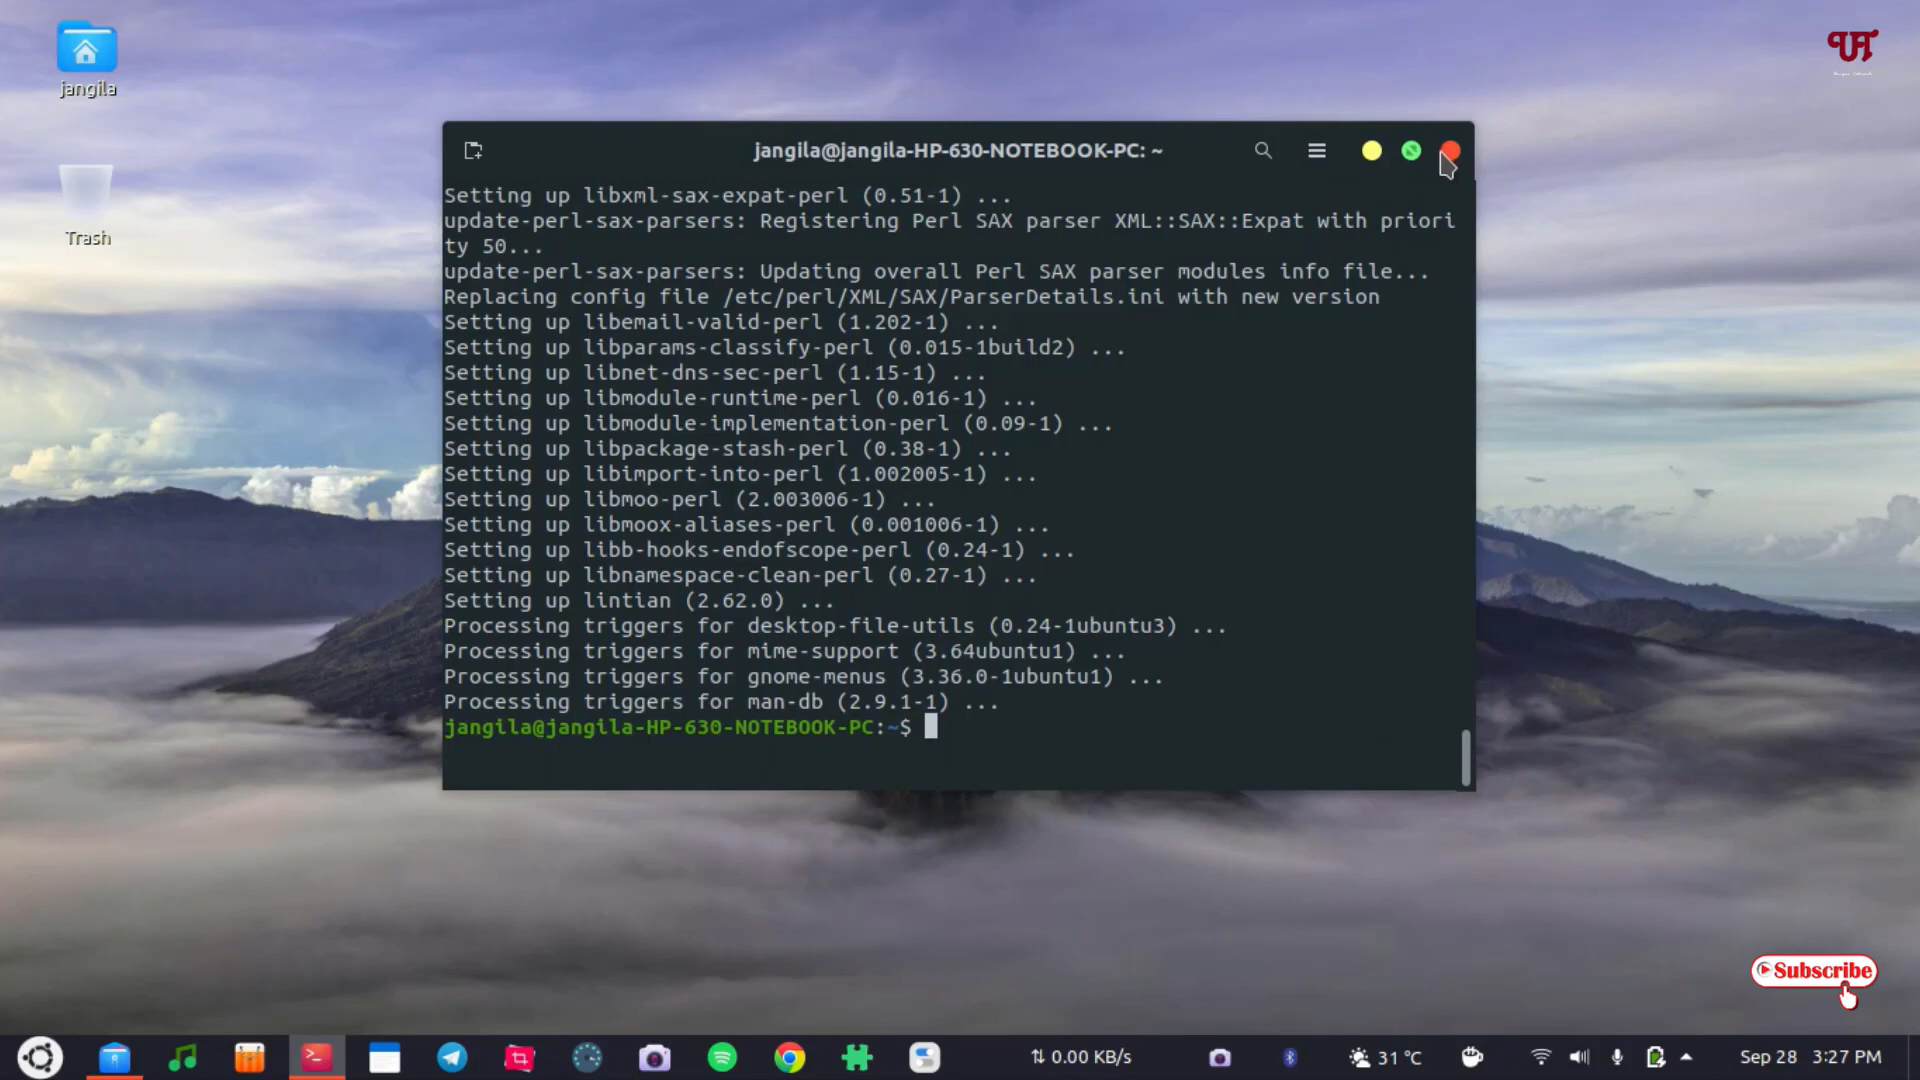 jangila
Trash
jangila@jangila-HP-630-NOTEBOOK-PC: ~
Setting up libxml-sax-expat-perl (0.51-1) ...
update-perl-sax-parsers: Registering Perl SAX parser XML::SAX::Expat with priori
ty 50...
update-perl-sax-parsers: Updating overall Perl SAX parser modules info file...
Replacing config file /etc/perl/XML/SAX/ParserDetails.ini with new version
Setting up libemail-valid-perl (1.202-1) ...
Setting up libparams-classify-perl (0.015-1build2) ...
Setting up libnet-dns-sec-perl (1.15-1) ...
Setting up libmodule-runtime-perl (0.016-1) ...
Setting up libmodule-implementation-perl (0.09-1) ...
Setting up libpackage-stash-perl (0.38-1) ...
Setting up libimport-into-perl (1.002005-1) ...
Setting up libmoo-perl (2.003006-1) ...
Setting up libmoox-aliases-perl (0.001006-1) ...
Setting up libb-hooks-endofscope-perl (0.24-1) ...
Setting up libnamespace-clean-perl (0.27-1) ...
Setting up lintian (2.62.0) ...
Processing triggers for desktop-file-utils (0.24-1ubuntu3) ...
Processing triggers for mime-support (3.64ubuntu1) ...
Processing triggers for gnome-menus (3.36.0-1ubuntu1) ...
Processing triggers for man-db (2.9.1-1) ...
jangila@jangila-HP-630-NOTEBOOK-PC:~$
Subscribe
0.00 KB/s
31 °C
Sep 28 3:27 PM